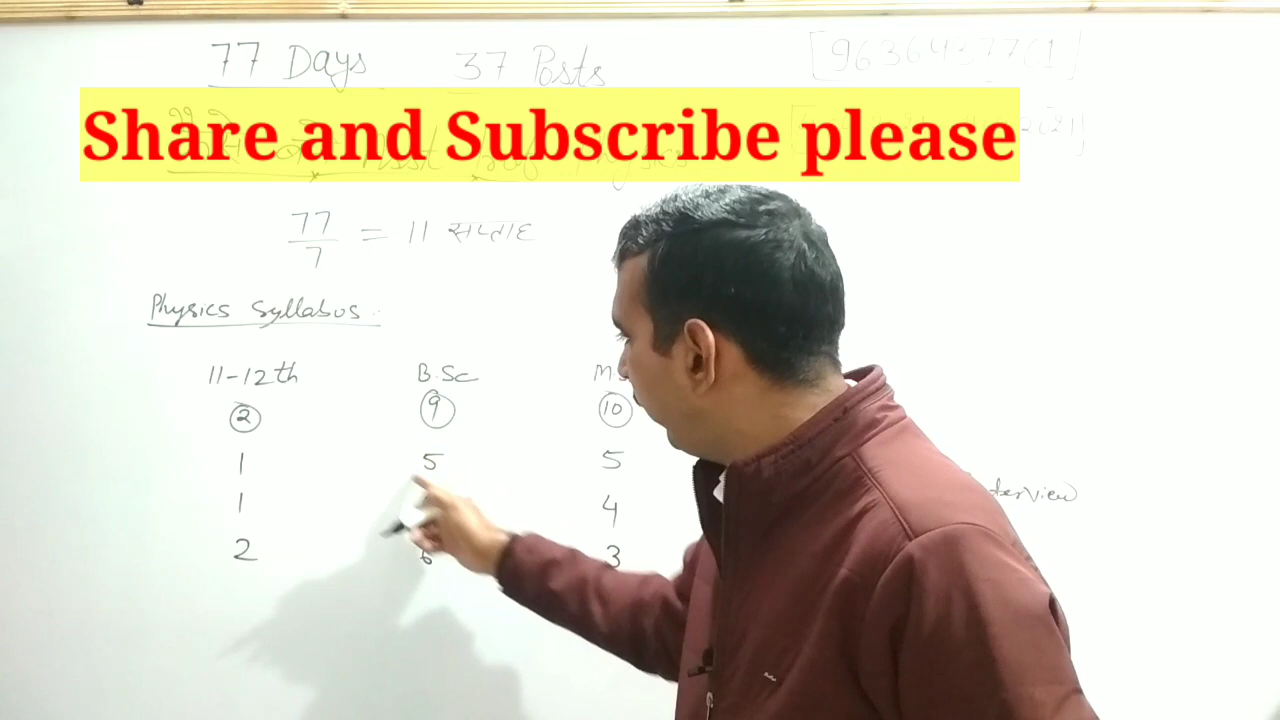 77 Days 37 Posts
Share and Subscribe please
77/7 = 11 सप्ताह
Physics Syllabus
11-12th B.Sc
2 9 10
1 5 5
1 4
2 6 3